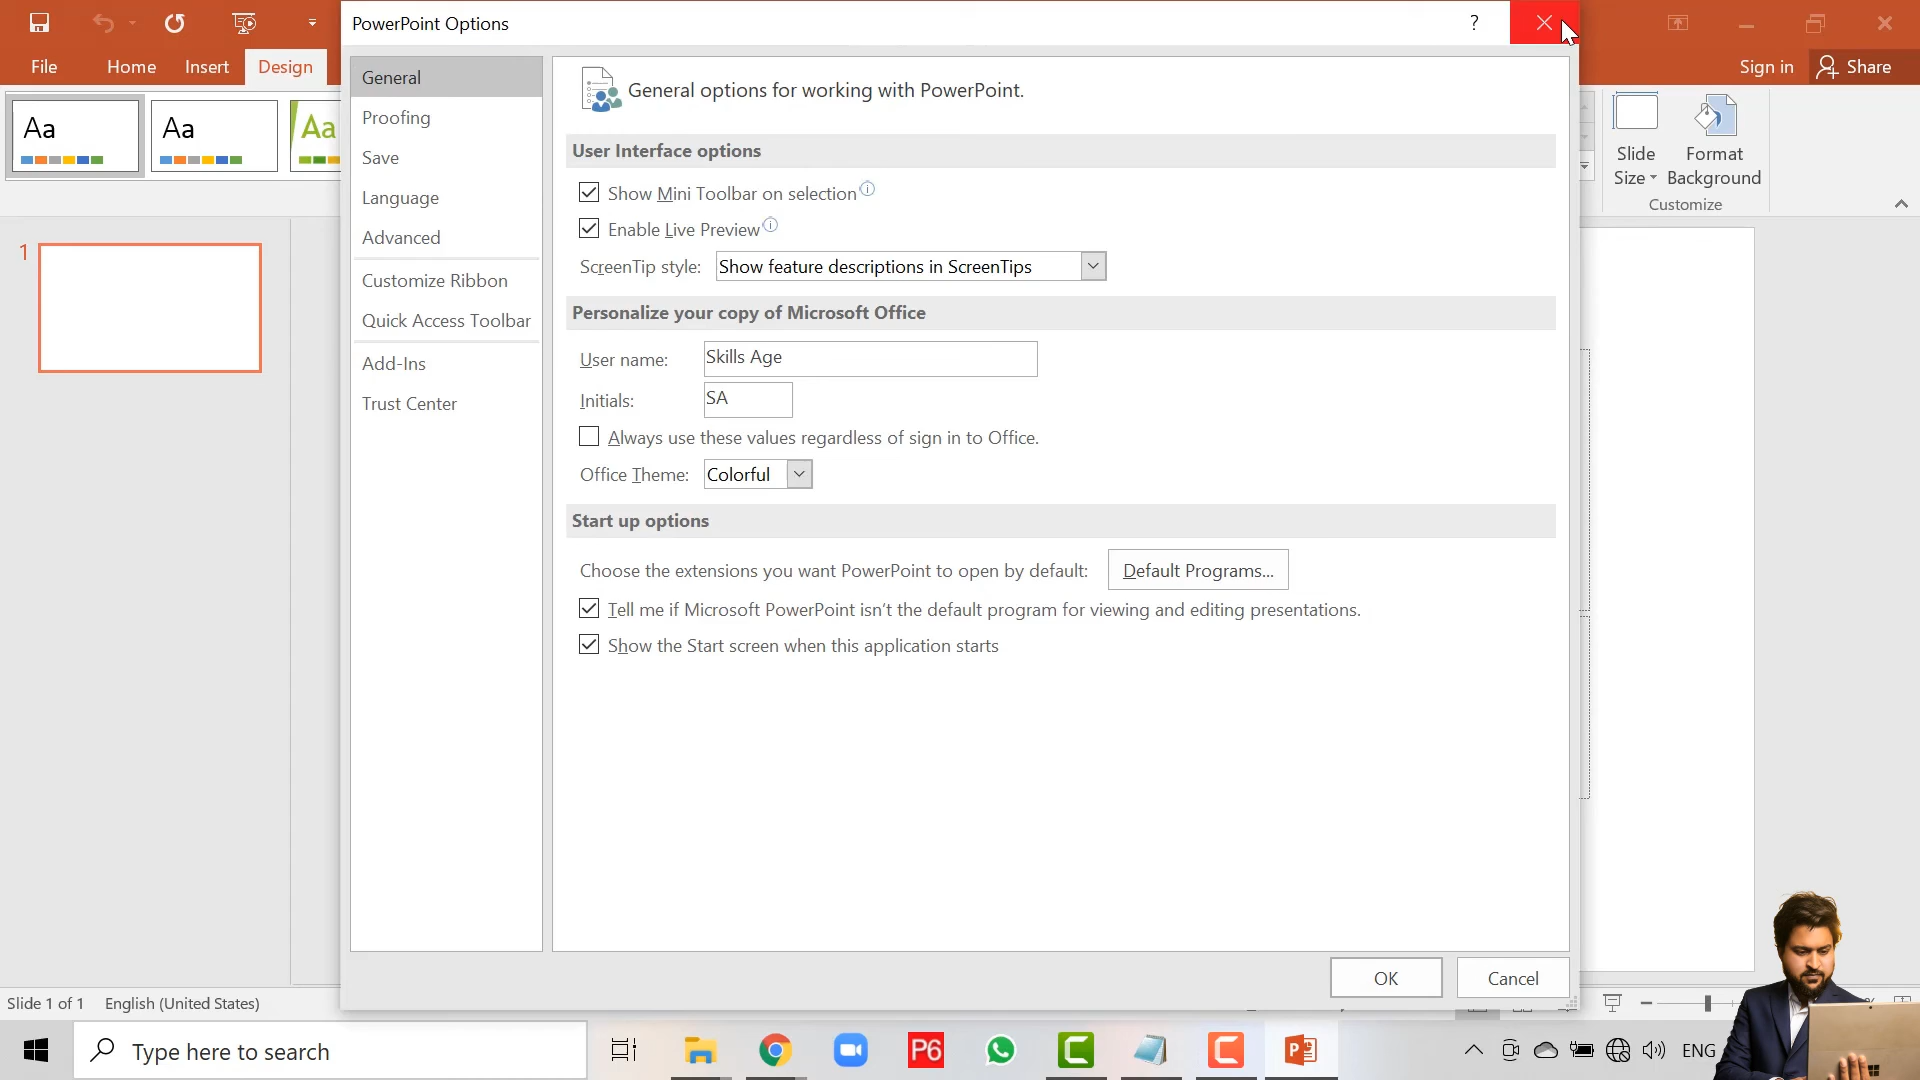 PowerPoint Options
?
File
Home
Insert
Design
Sign in
Share
Aa
Aa
Aa
Slide Size
Format Background
Customize
1
General
Proofing
Save
Language
Advanced
Customize Ribbon
Quick Access Toolbar
Add-Ins
Trust Center
General options for working with PowerPoint.
User Interface options
Show Mini Toolbar on selection
Enable Live Preview
ScreenTip style: Show feature descriptions in ScreenTips
Personalize your copy of Microsoft Office
User name: Skills Age
Initials: SA
Always use these values regardless of sign in to Office.
Office Theme: Colorful
Start up options
Choose the extensions you want PowerPoint to open by default: Default Programs...
Tell me if Microsoft PowerPoint isn't the default program for viewing and editing presentations.
Show the Start screen when this application starts
OK
Cancel
Slide 1 of 1
English (United States)
Type here to search
P6
ENG